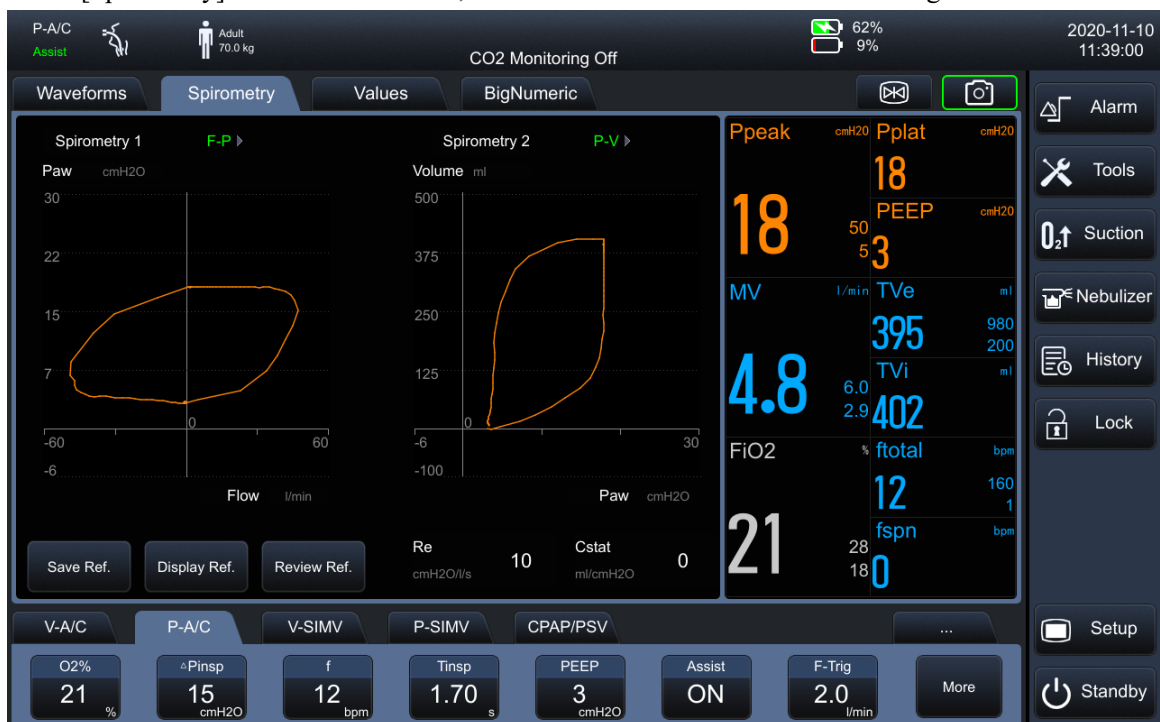 P-A/C
Assist
Adult
70.0 kg
CO2 Monitoring Off
62%
9%
2020-11-10
11:39:00
Waveforms
Spirometry
Values
BigNumeric
Spirometry 1
F-P
Spirometry 2
P-V
Paw cmH2O
30
22
15
7
0
-60
60
-6
Flow l/min
Volume ml
500
375
250
125
0
-6
30
-100
Paw cmH2O
Save Ref.
Display Ref.
Review Ref.
Re
cmH2O/l/s
10
Cstat
ml/cmH2O
0
Ppeak cmH20
18
50
5
Pplat cmH20
18
PEEP cmH20
3
MV l/min
4.8
6.0
2.9
TVe ml
395
980
200
TVi ml
402
FiO2 %
21
28
18
ftotal bpm
12
160
1
fspn bpm
0
Alarm
Tools
O₂ Suction
Nebulizer
History
Lock
Setup
Standby
V-A/C
P-A/C
V-SIMV
P-SIMV
CPAP/PSV
...
O2%
21
%
△Pinsp
15
cmH2O
f
12
bpm
Tinsp
1.70
s
PEEP
3
cmH2O
Assist
ON
F-Trig
2.0
l/min
More